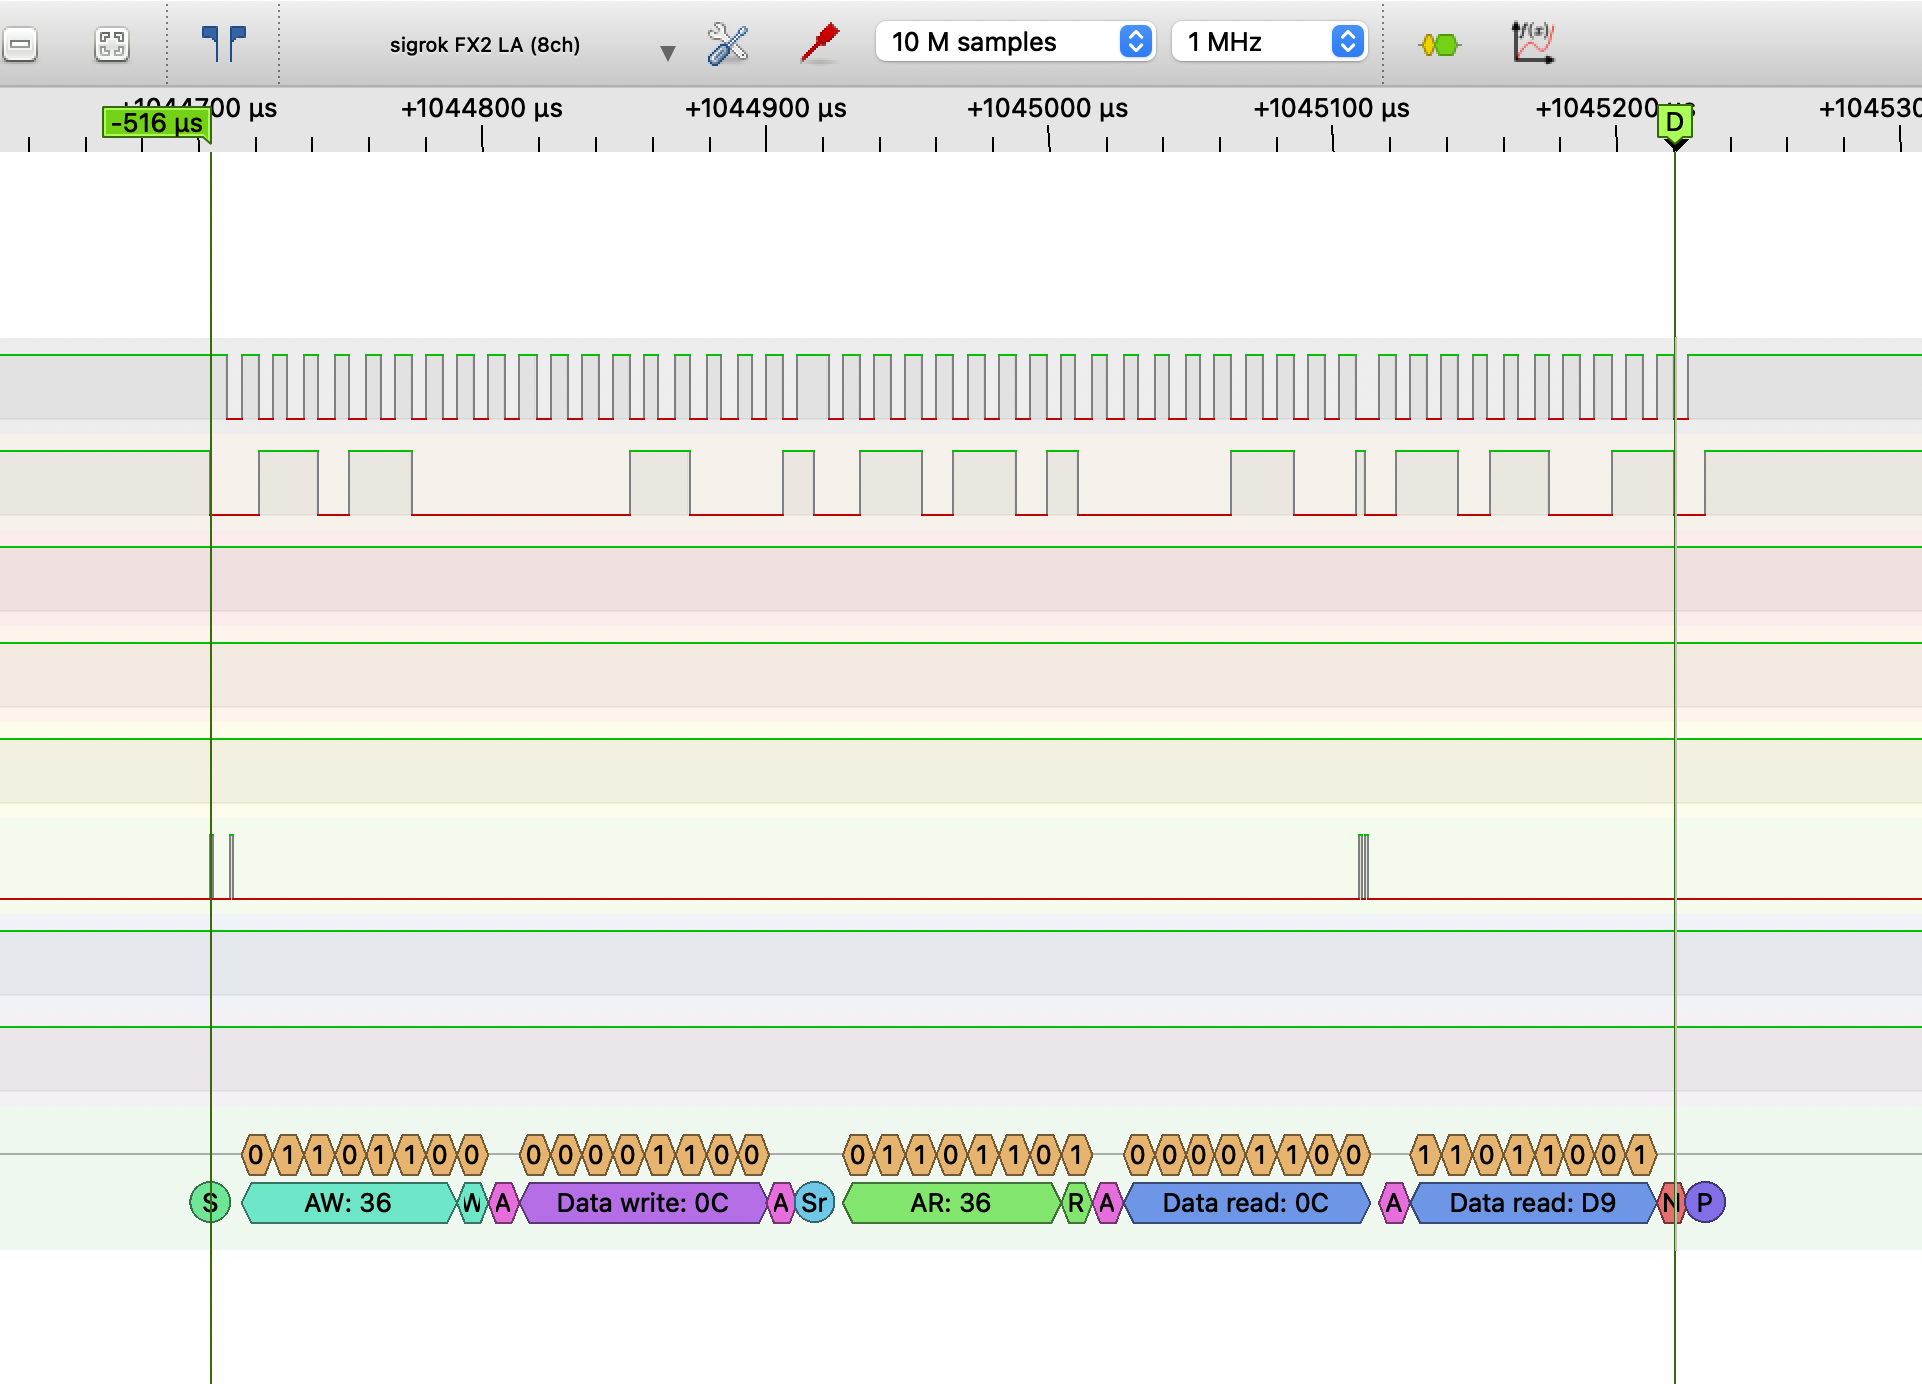 sigrok FX2 LA (8ch) 10 M samples 1 MHz
f(x)
+1044700 µs +1044800 µs +1044900 µs +1045000 µs +1045100 µs +1045200 µs +104530
-516 µs D
0 1 1 0 1 1 0 0 0 0 0 0 1 1 0 0 0 1 1 0 1 1 0 1 0 0 0 0 1 1 0 0 1 1 0 1 1 0 0 1
S AW: 36 W A Data write: 0C A Sr AR: 36 R A Data read: 0C A Data read: D9 N P